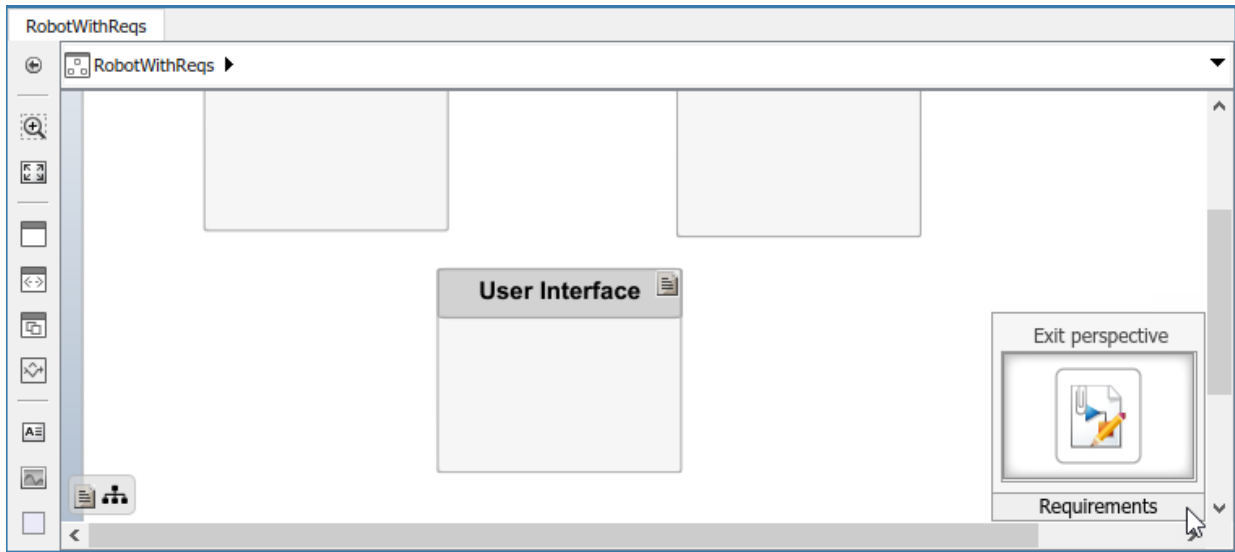 RobotWithReqs
RobotWithReqs
User Interface
Exit perspective
A
Requirements